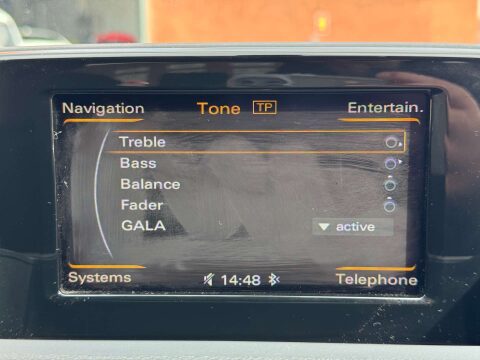 Navigation Tone TP Entertain.
Treble
Bass
Balance
Fader
GALA active
Systems 14:48 Telephone